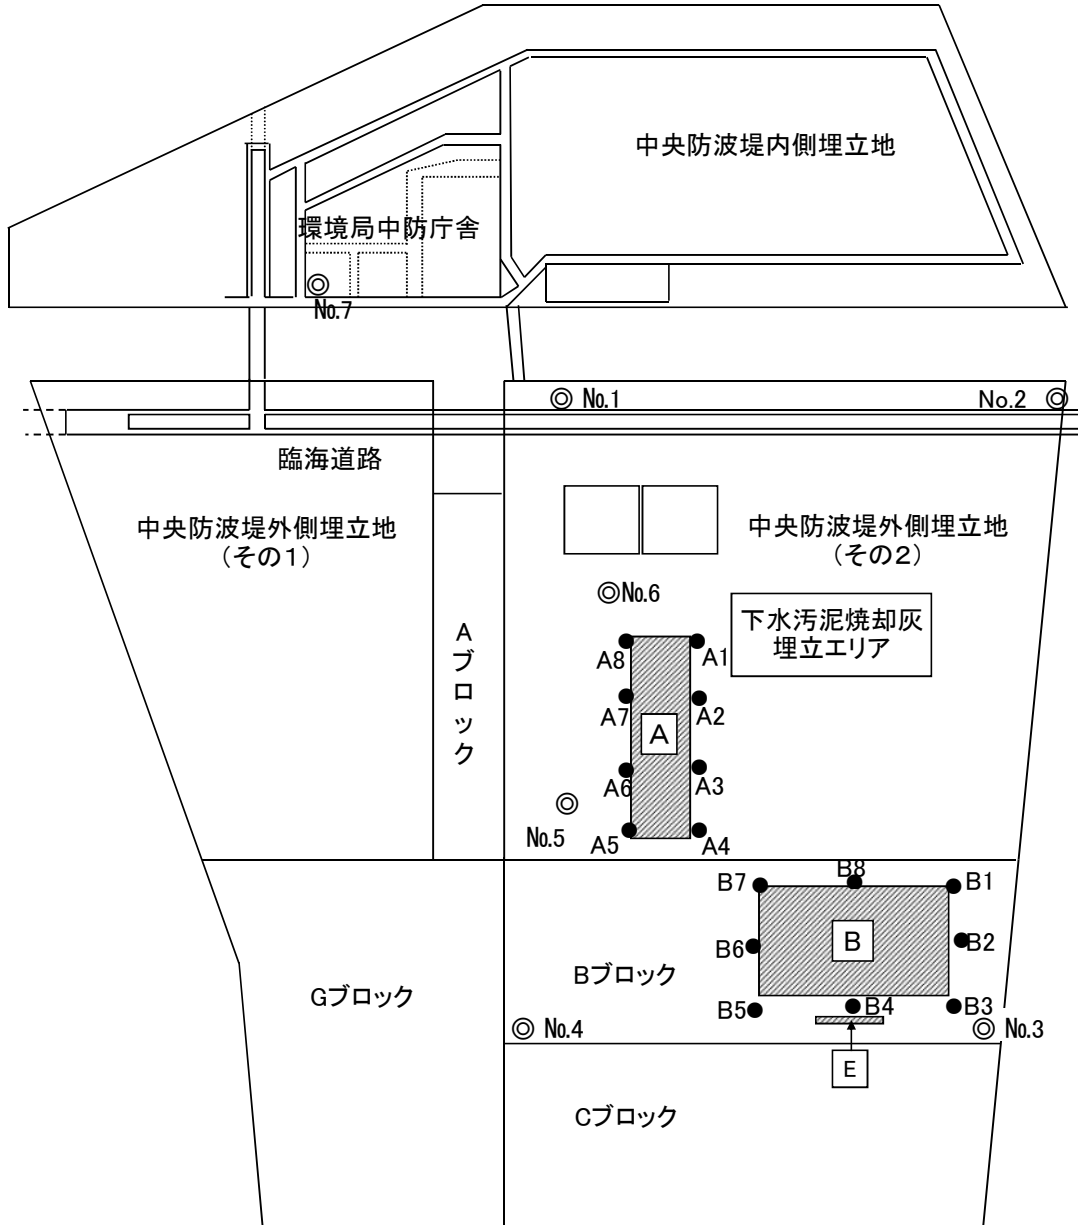 中央防波堤内側埋立地
環境局中防庁舎
No.7
No.1
No.2
臨海道路
中央防波堤外側埋立地
（その１）
中央防波堤外側埋立地
（その２）
No.6
下水汚泥焼却灰
埋立エリア
Aブロック
A8
A1
A7
A2
A
A6
A3
No.5
A5
A4
B7
B8
B1
B6
B
B2
Bブロック
Gブロック
B5
B4
B3
No.4
No.3
E
Cブロック